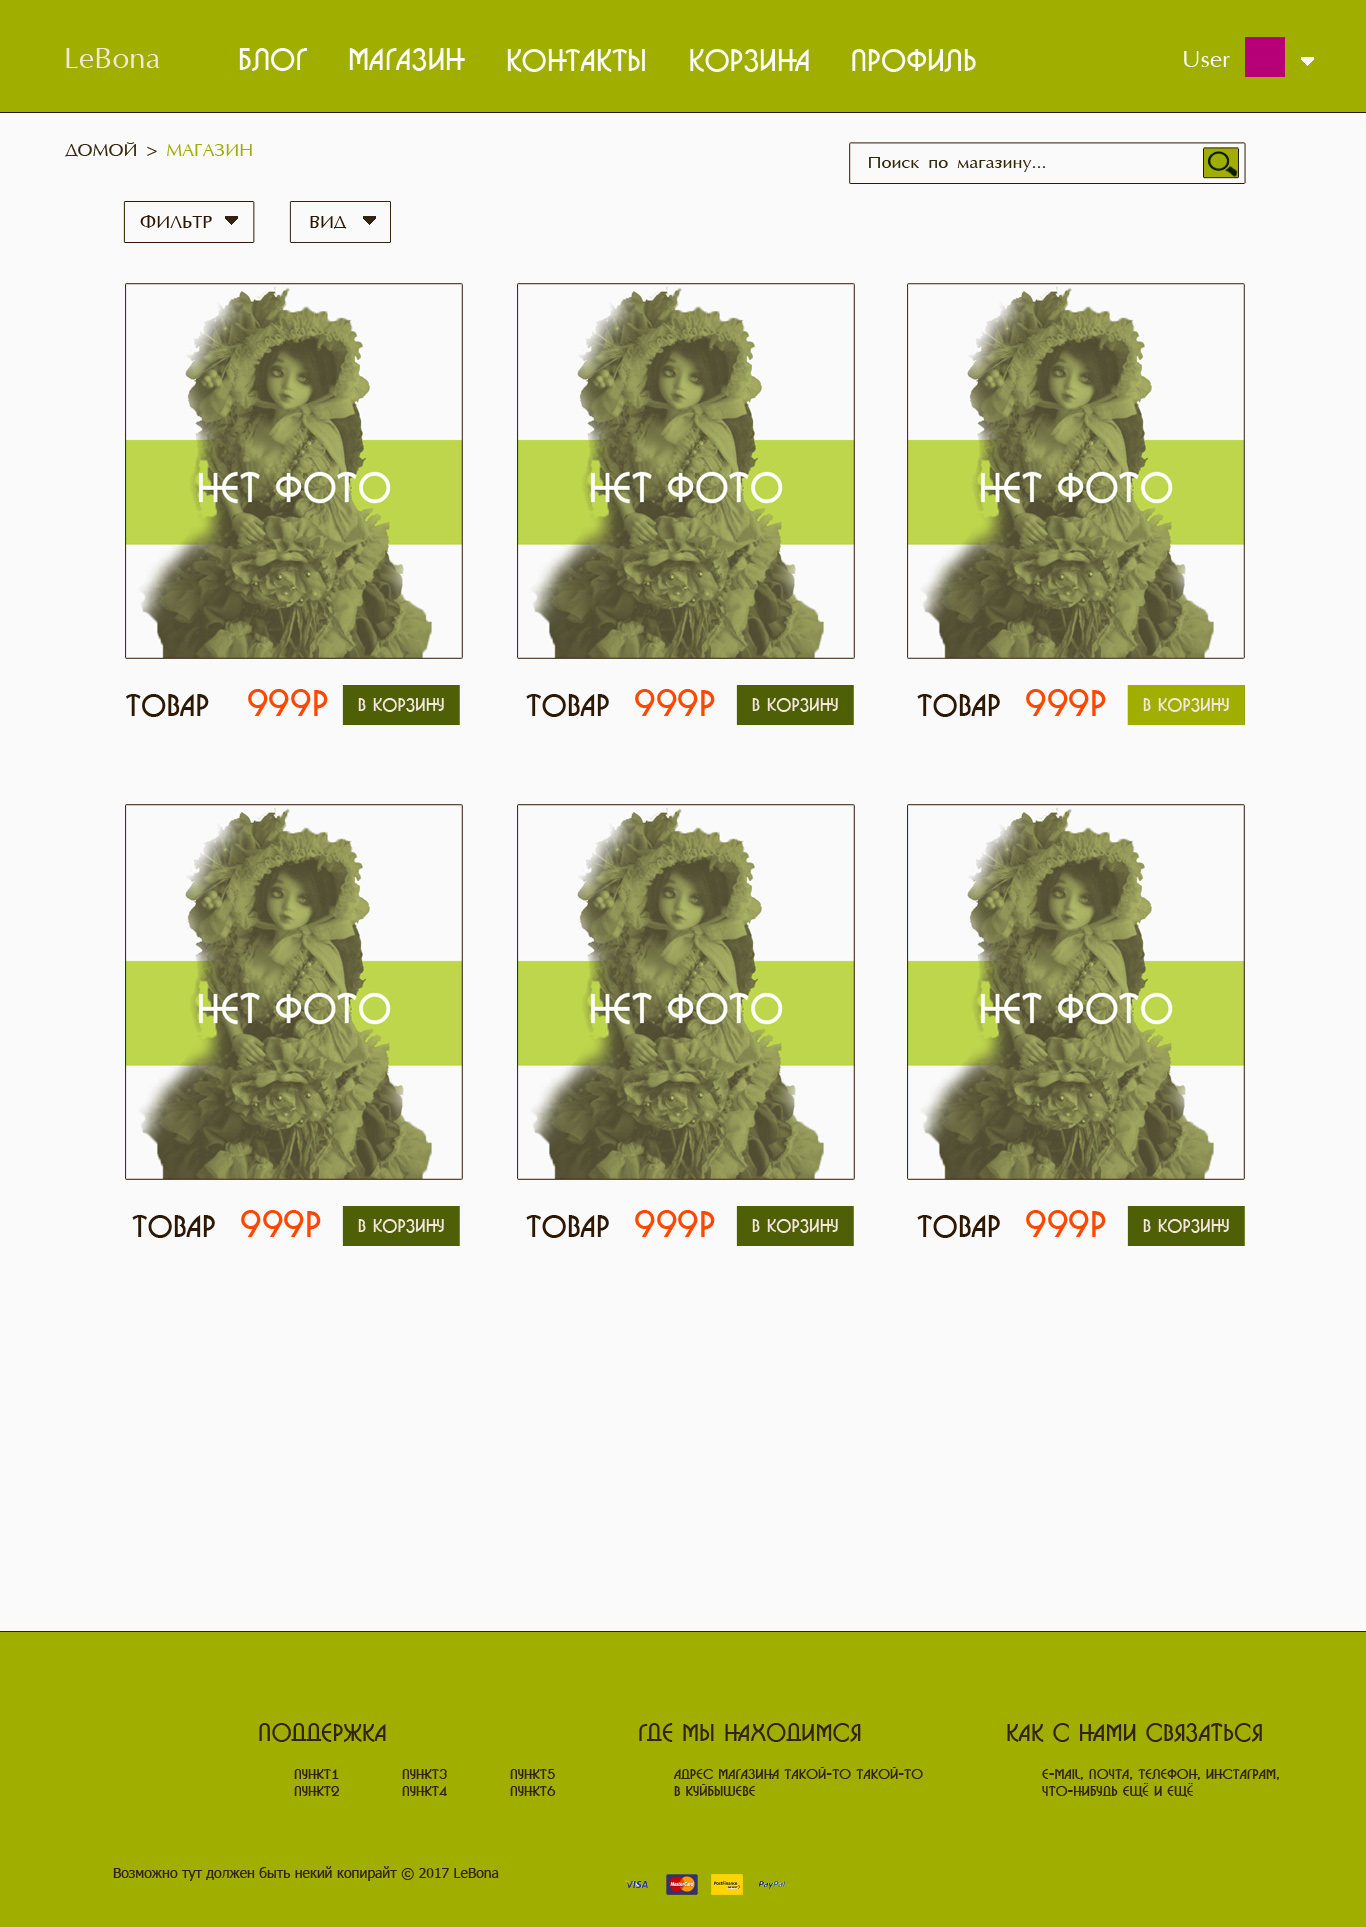 LeBona БЛОГ МАГАЗИН КОНТАКТЫ КОРЗИНА ПРОФИЛЬ User
ДОМОЙ > МАГАЗИН
Поиск по магазину...
ФИЛЬТР ВИД
НЕТ ФОТО НЕТ ФОТО НЕТ ФОТО
ТОВАР 999Р В КОРЗИНУ ТОВАР 999Р В КОРЗИНУ ТОВАР 999Р В КОРЗИНУ
НЕТ ФОТО НЕТ ФОТО НЕТ ФОТО
ТОВАР 999Р В КОРЗИНУ ТОВАР 999Р В КОРЗИНУ ТОВАР 999Р В КОРЗИНУ
ПОДДЕРЖКА
ПУНКТ1 ПУНКТ3 ПУНКТ5
ПУНКТ2 ПУНКТ4 ПУНКТ6
ГДЕ МЫ НАХОДИМСЯ
АДРЕС МАГАЗИНА ТАКОЙ-ТО ТАКОЙ-ТО
В КУЙБЫШЕВЕ
КАК С НАМИ СВЯЗАТЬСЯ
E-MAIL, ПОЧТА, ТЕЛЕФОН, ИНСТАГРАМ,
ЧТО-НИБУДЬ ЕЩЁ И ЕЩЁ
Возможно тут должен быть некий копирайт © 2017 LeBona
VISA MasterCard PostFinance PayPal